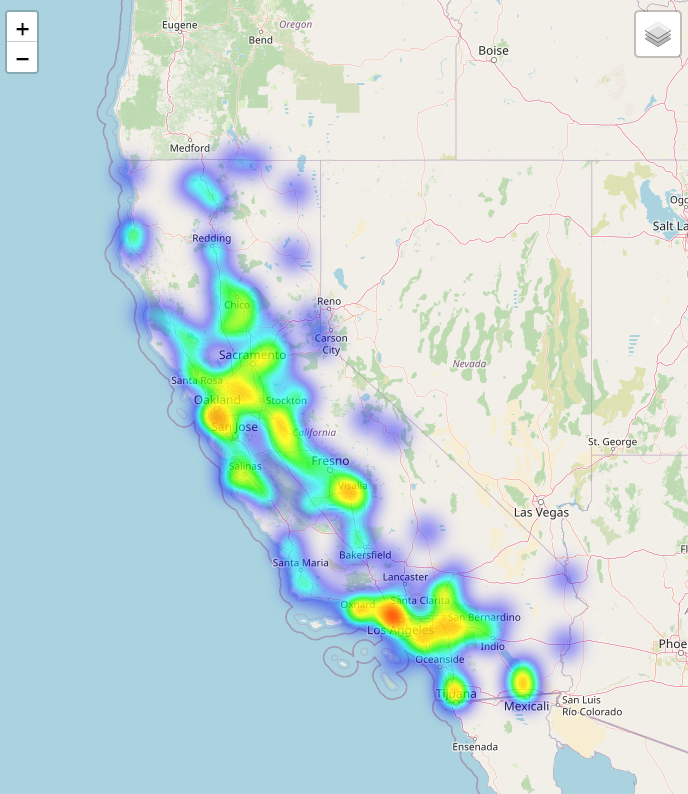 +
−
Eugene
Oregon
Bend
Boise
Medford
Salt La
Redding
Chico
Reno
Carson
City
Sacramento
Nevada
Santa Rosa
Oakland
Stockton
San Jose
California
St. George
Salinas
Fresno
Visalia
Las Vegas
Bakersfield
Santa Maria
Lancaster
Oxnard
Santa Clarita
San Bernardino
Los Angeles
Indio
Phoe
Oceanside
Tijuana
Mexicali
San Luis
Río Colorado
Ensenada